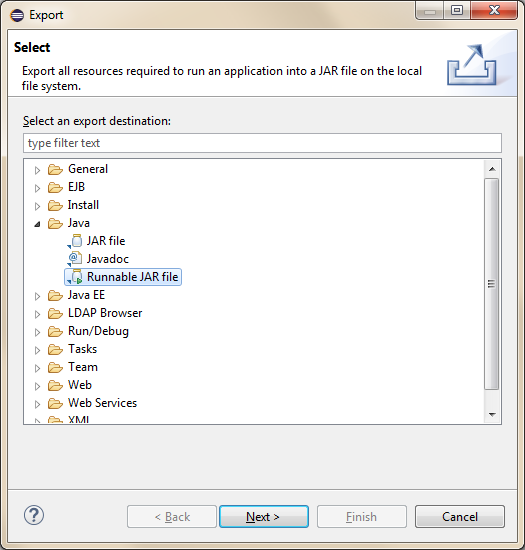 Export
Select
Export all resources required to run an application into a JAR file on the local
file system.
Select an export destination:
type filter text
General
EJB
Install
Java
JAR file
Javadoc
Runnable JAR file
Java EE
LDAP Browser
Run/Debug
Tasks
Team
Web
Web Services
XML
< Back Next > Finish Cancel